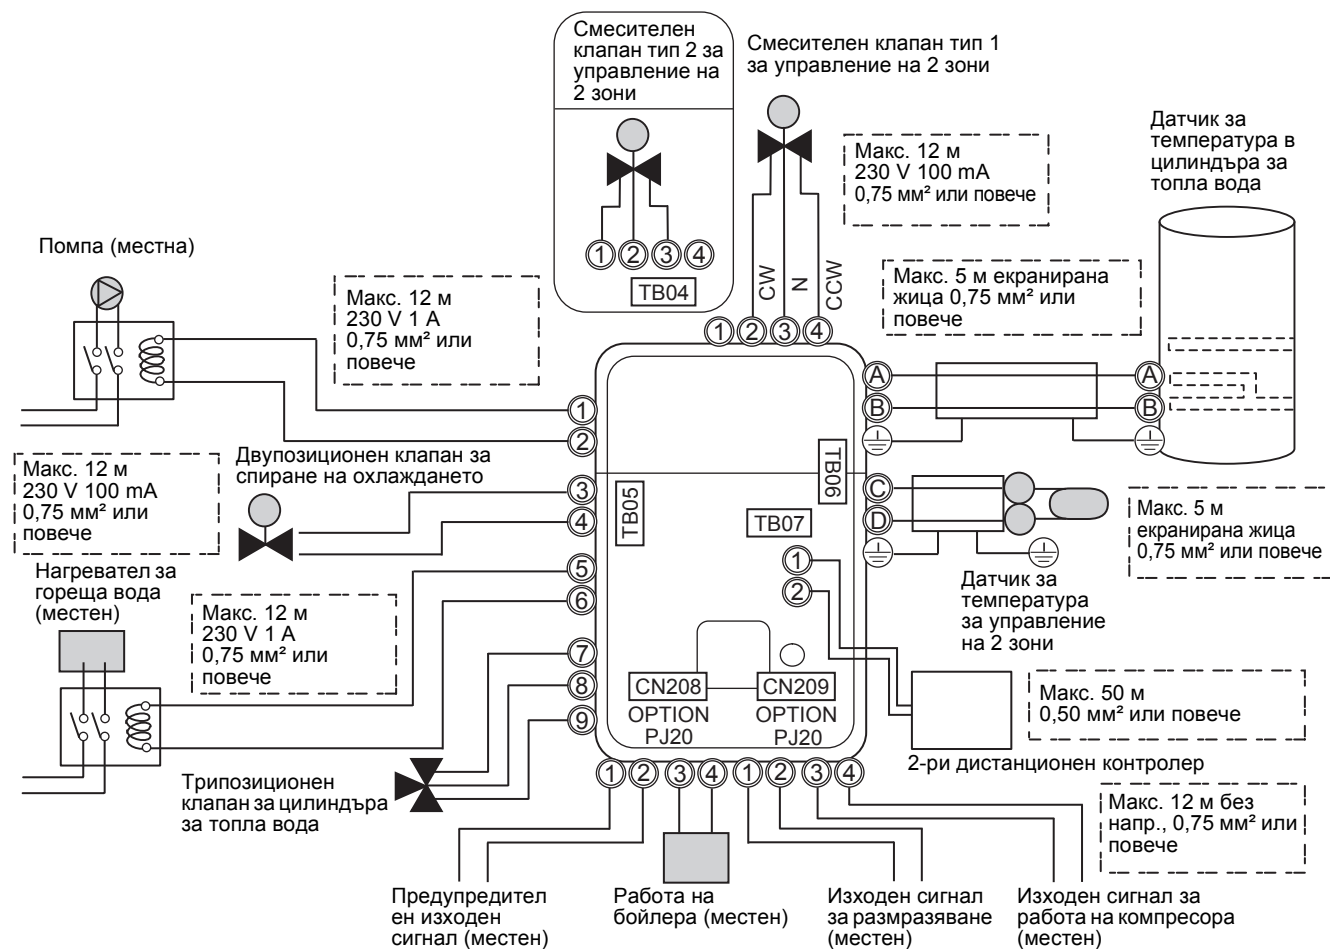 Смесителен
клапан тип 2 за
управление на
2 зони
1 2 3 4
TB04
Смесителен клапан тип 1
за управление на 2 зони
Макс. 12 м
230 V 100 mA
0,75 мм² или повече
CW
N
CCW
1 2 3 4
Датчик за
температура в
цилиндъра за
топла вода
Макс. 5 м екранирана
жица 0,75 мм² или
повече
A
B
A
B
Помпа (местна)
Макс. 12 м
230 V 1 A
0,75 мм² или
повече
1
2
Макс. 12 м
230 V 100 mA
0,75 мм² или
повече
Двупозиционен клапан за
спиране на охлаждането
3
4
TB05
TB06
TB07
1
2
C
D
Макс. 5 м
екранирана жица
0,75 мм² или повече
Датчик за
температура
за управление
на 2 зони
Нагревател за
гореща вода
(местен)
Макс. 12 м
230 V 1 A
0,75 мм² или
повече
5
6
7
8
9
CN208
OPTION
PJ20
CN209
OPTION
PJ20
Макс. 50 м
0,50 мм² или повече
2-ри дистанционен контролер
Трипозиционен
клапан за цилиндъра
за топла вода
1 2 3 4 1 2 3 4
Макс. 12 м без
напр., 0,75 мм² или
повече
Предупредител
ен изходен
сигнал (местен)
Работа на
бойлера (местен)
Изходен сигнал
за размразяване
(местен)
Изходен сигнал за
работа на компресора
(местен)